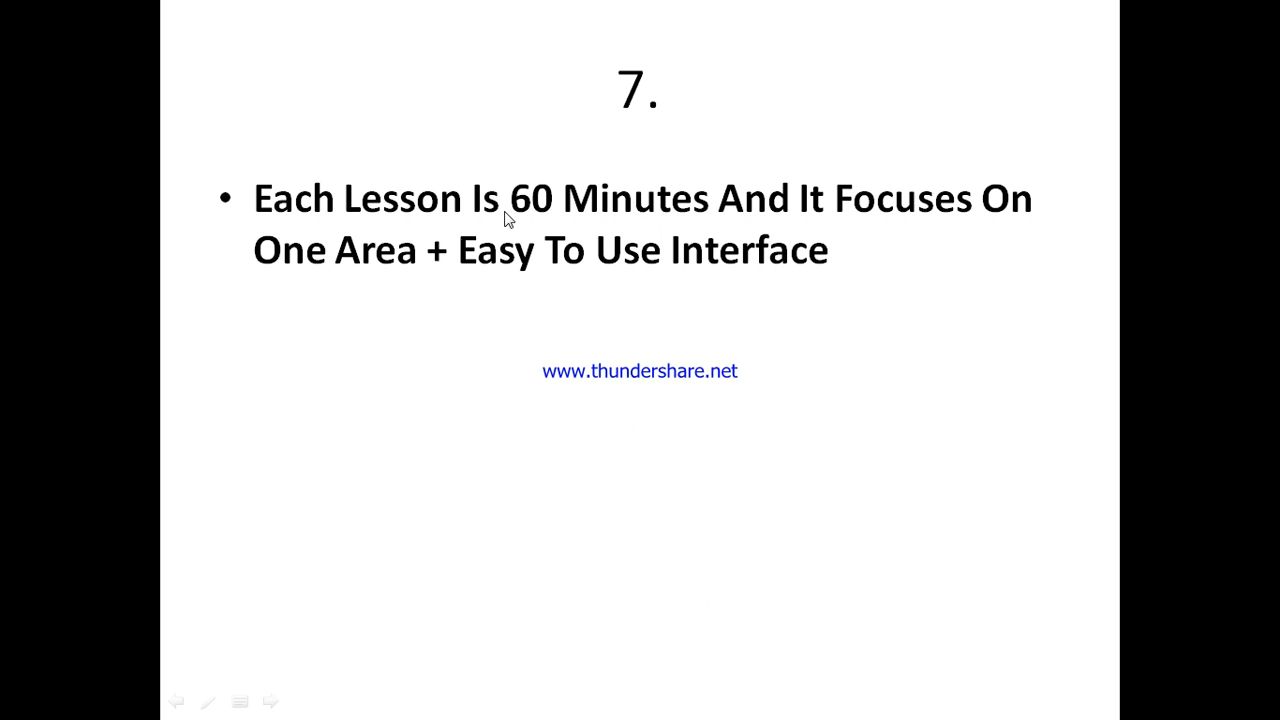 7.
• Each Lesson Is 60 Minutes And It Focuses On
One Area + Easy To Use Interface
www.thundershare.net